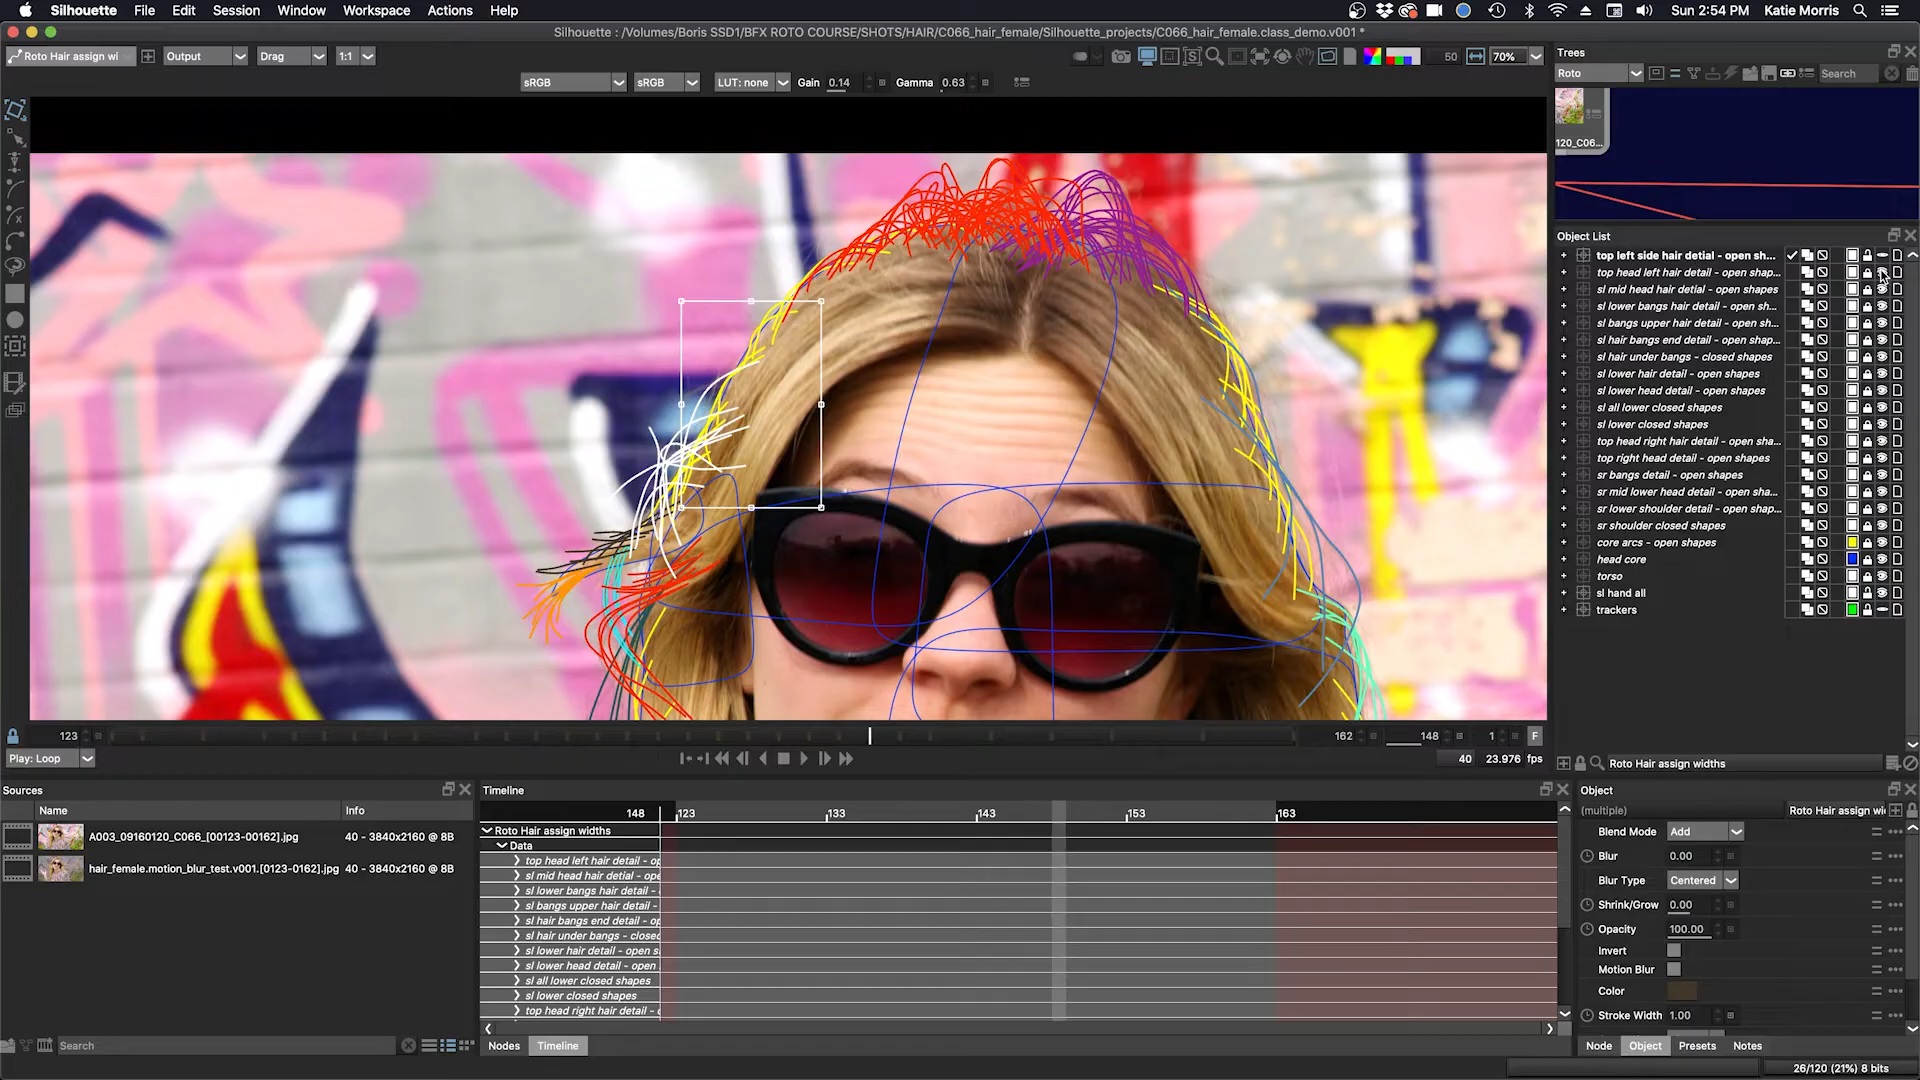 Silhouette File Edit Session Window Workspace Actions Help
Sun 2:54 PM Katie Morris
Silhouette : /Volumes/Boris SSD1/BFX ROTO COURSE/SHOTS/HAIR/C066_hair_female/Silhouette_projects/C066_hair_female.class_demo.v001 *
Roto Hair assign wi Output Drag 1:1 50 70%
sRGB sRGB LUT: none Gain 0.14 Gamma 0.63
Trees
Roto Search
120_C06...
Object List
top left side hair detial - open sh...
top head left hair detail - open shap...
sl mid head hair detial - open shapes
sl lower bangs hair detail - open sh...
sl bangs upper hair detail - open sh...
sl hair bangs end detail - open shap...
sl hair under bangs - closed shapes
sl lower hair detail - open shapes
sl lower head detail - open shapes
sl all lower closed shapes
sl lower closed shapes
top head right hair detail - open sha...
top right head detail - open shapes
sr bangs detail - open shapes
sr mid lower head detail - open sha...
sr lower shoulder detail - open shap...
sr shoulder closed shapes
core arcs - open shapes
head core
torso
sl hand all
trackers
Roto Hair assign widths
123 162 148 1 F
Play: Loop 40 23.976 fps
Sources
Name Info
A003_09160120_C066_[00123-00162].jpg 40 - 3840x2160 @ 8B
hair_female.motion_blur_test.v001.[0123-0162].jpg 40 - 3840x2160 @ 8B
Search
Timeline
148 123 133 143 153 163
Roto Hair assign widths
Data
top head left hair detail - op
sl mid head hair detial - ope
sl lower bangs hair detail -
sl bangs upper hair detail -
sl hair bangs end detail - op
sl hair under bangs - closed
sl lower hair detail - open s
sl lower head detail - open
sl all lower closed shapes
sl lower closed shapes
top head right hair detail -
Nodes Timeline
Object
(multiple) Roto Hair assign wi
Blend Mode Add
Blur 0.00
Blur Type Centered
Shrink/Grow 0.00
Opacity 100.00
Invert
Motion Blur
Color
Stroke Width 1.00
Node Object Presets Notes
26/120 (21%) 8 bits